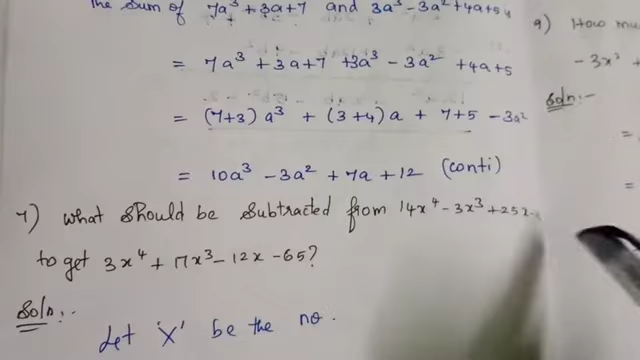 the sum of 7a³ + 3a + 7 and 3a³ - 3a² + 4a + 5
= 7a³ + 3a + 7 + 3a³ - 3a² + 4a + 5
= (7+3) a³ + (3+4) a + 7 + 5 - 3a²
= 10a³ - 3a² + 7a + 12 (conti)
7) What should be subtracted from 14x⁴ - 3x³ + 25x
to get 3x⁴ + 17x³ - 12x - 65?
Soln:-
Let 'X' be the no.
9) How
-3x² +
Soln:-
=
=